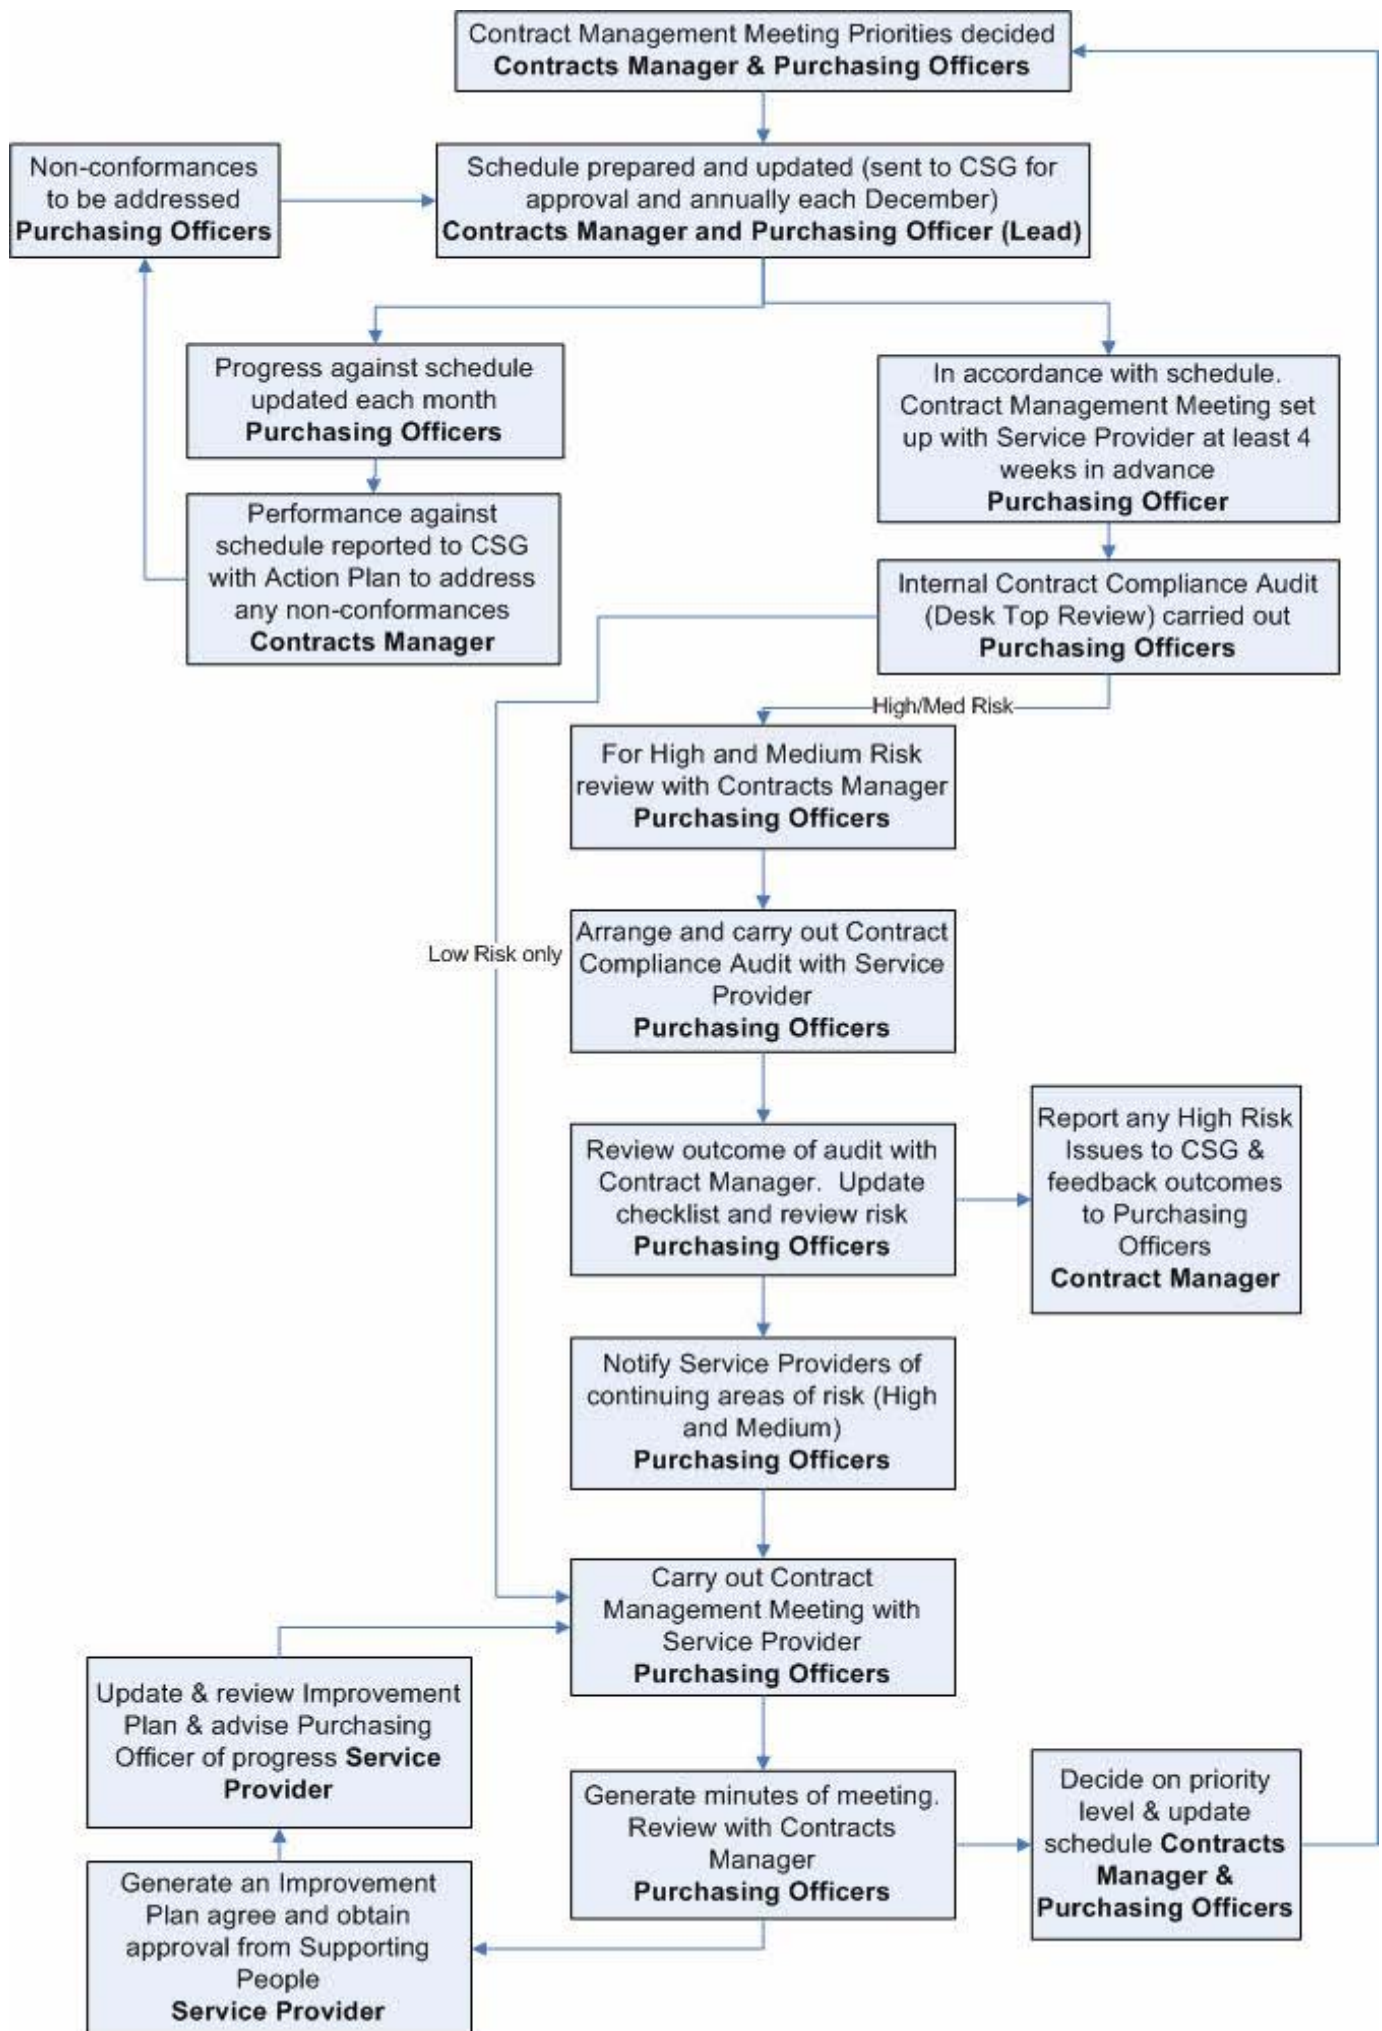 Contract Management Meeting Priorities decided
Contracts Manager & Purchasing Officers
Non-conformances
to be addressed
Purchasing Officers
Schedule prepared and updated (sent to CSG for
approval and annually each December)
Contracts Manager and Purchasing Officer (Lead)
Progress against schedule
updated each month
Purchasing Officers
In accordance with schedule.
Contract Management Meeting set
up with Service Provider at least 4
weeks in advance
Purchasing Officer
Performance against
schedule reported to CSG
with Action Plan to address
any non-conformances
Contracts Manager
Internal Contract Compliance Audit
(Desk Top Review) carried out
Purchasing Officers
High/Med Risk
For High and Medium Risk
review with Contracts Manager
Purchasing Officers
Low Risk only
Arrange and carry out Contract
Compliance Audit with Service
Provider
Purchasing Officers
Review outcome of audit with
Contract Manager. Update
checklist and review risk
Purchasing Officers
Report any High Risk
Issues to CSG &
feedback outcomes
to Purchasing
Officers
Contract Manager
Notify Service Providers of
continuing areas of risk (High
and Medium)
Purchasing Officers
Carry out Contract
Management Meeting with
Service Provider
Purchasing Officers
Update & review Improvement
Plan & advise Purchasing
Officer of progress Service
Provider
Generate minutes of meeting.
Review with Contracts
Manager
Purchasing Officers
Decide on priority
level & update
schedule Contracts
Manager &
Purchasing Officers
Generate an Improvement
Plan agree and obtain
approval from Supporting
People
Service Provider